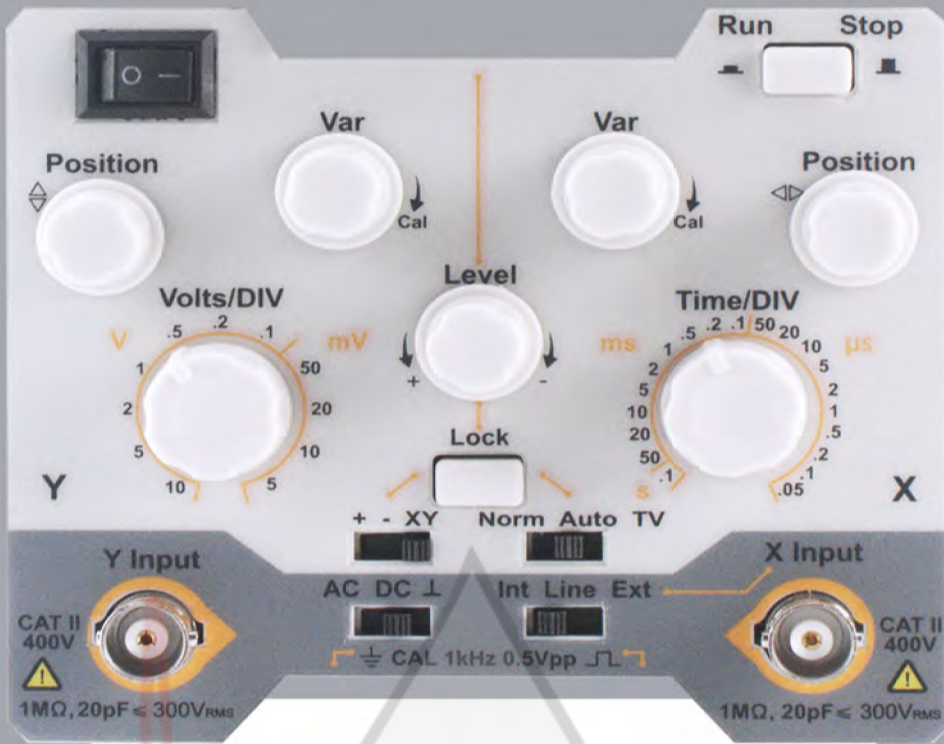 Run Stop
O I
Var Var
Position Position
Cal Cal
Level
Volts/DIV Time/DIV
V 10 5 2 1 .5 .2 .1 mV 50 20 10 5
+ -
s .1 ms 50 20 10 5 2 1 .5 .2 .1 µs 50 20 10 5 2 1 .5 .2 .1 .05
Lock
Y X
+ - XY Norm Auto TV
Y Input X Input
AC DC ⊥ Int Line Ext
CAT II
400V
CAT II
400V
CAL 1kHz 0.5Vpp
1MΩ, 20pF ≤ 300VRMS 1MΩ, 20pF ≤ 300VRMS